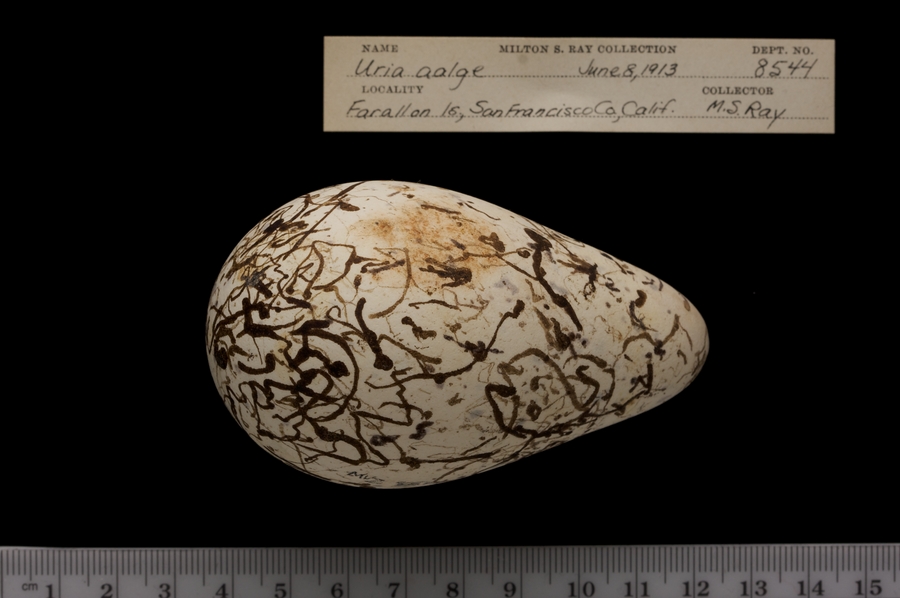 NAME MILTON S. RAY COLLECTION DEPT. NO.
Uria aalge June 8, 1913 8544
LOCALITY COLLECTOR
Farallon Is, San Francisco Co, Calif. M.S. Ray
cm 1 2 3 4 5 6 7 8 9 10 11 12 13 14 15